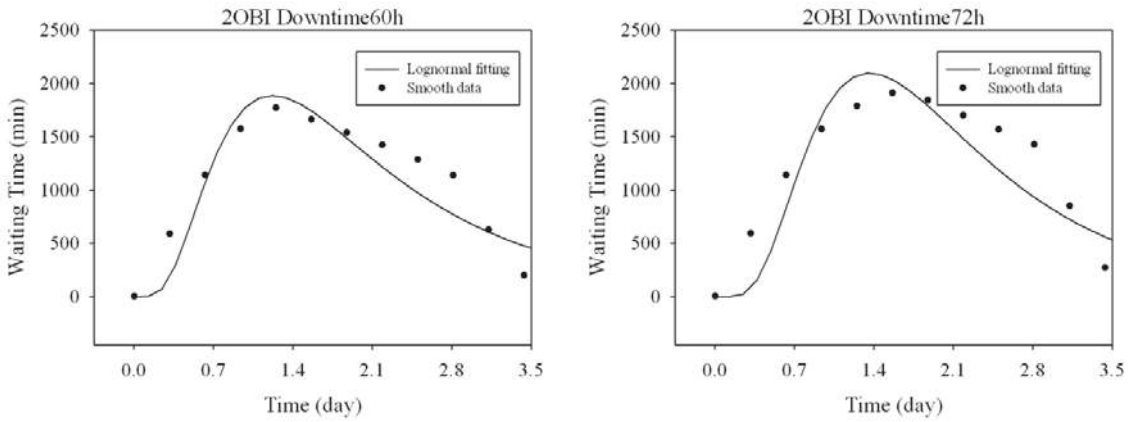 2OBI Downtime60h
2500
2000
1500
1000
500
0
Waiting Time (min)
Lognormal fitting
Smooth data
0.0 0.7 1.4 2.1 2.8 3.5
Time (day)
2OBI Downtime72h
2500
2000
1500
1000
500
0
Waiting Time (min)
Lognormal fitting
Smooth data
0.0 0.7 1.4 2.1 2.8 3.5
Time (day)